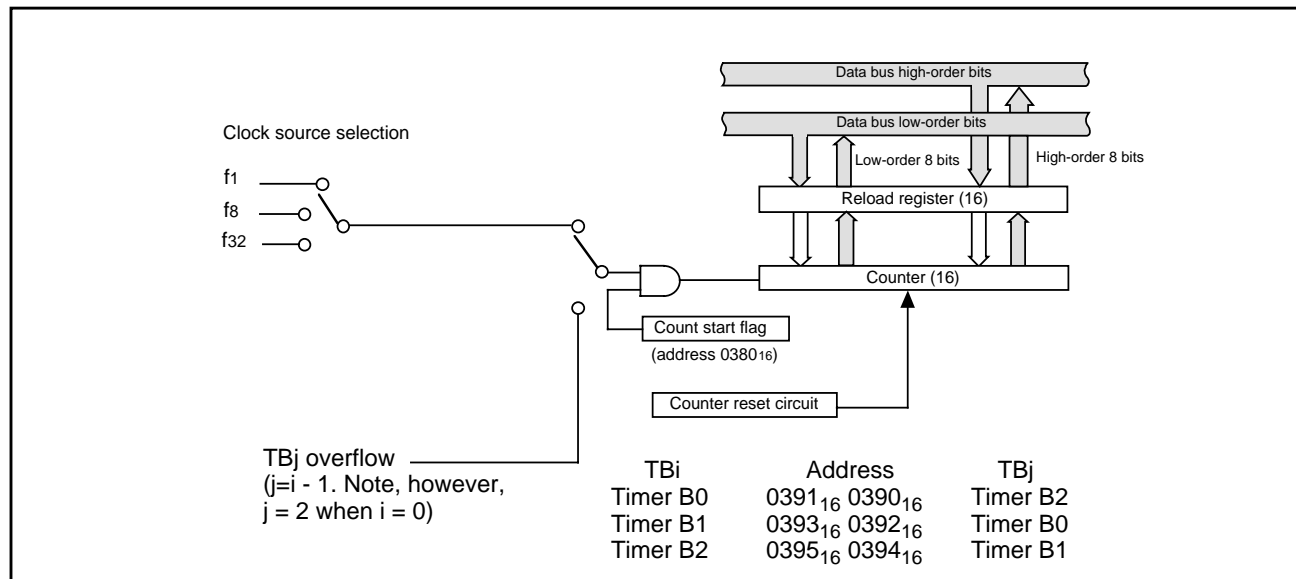 Data bus high-order bits
Data bus low-order bits
Clock source selection
Low-order 8 bits
High-order 8 bits
f1
f8
f32
Reload register (16)
Counter (16)
Count start flag
(address 038016)
Counter reset circuit
TBj overflow
(j=i - 1. Note, however,
j = 2 when i = 0)
TBi Address TBj
Timer B0 039116 039016 Timer B2
Timer B1 039316 039216 Timer B0
Timer B2 039516 039416 Timer B1